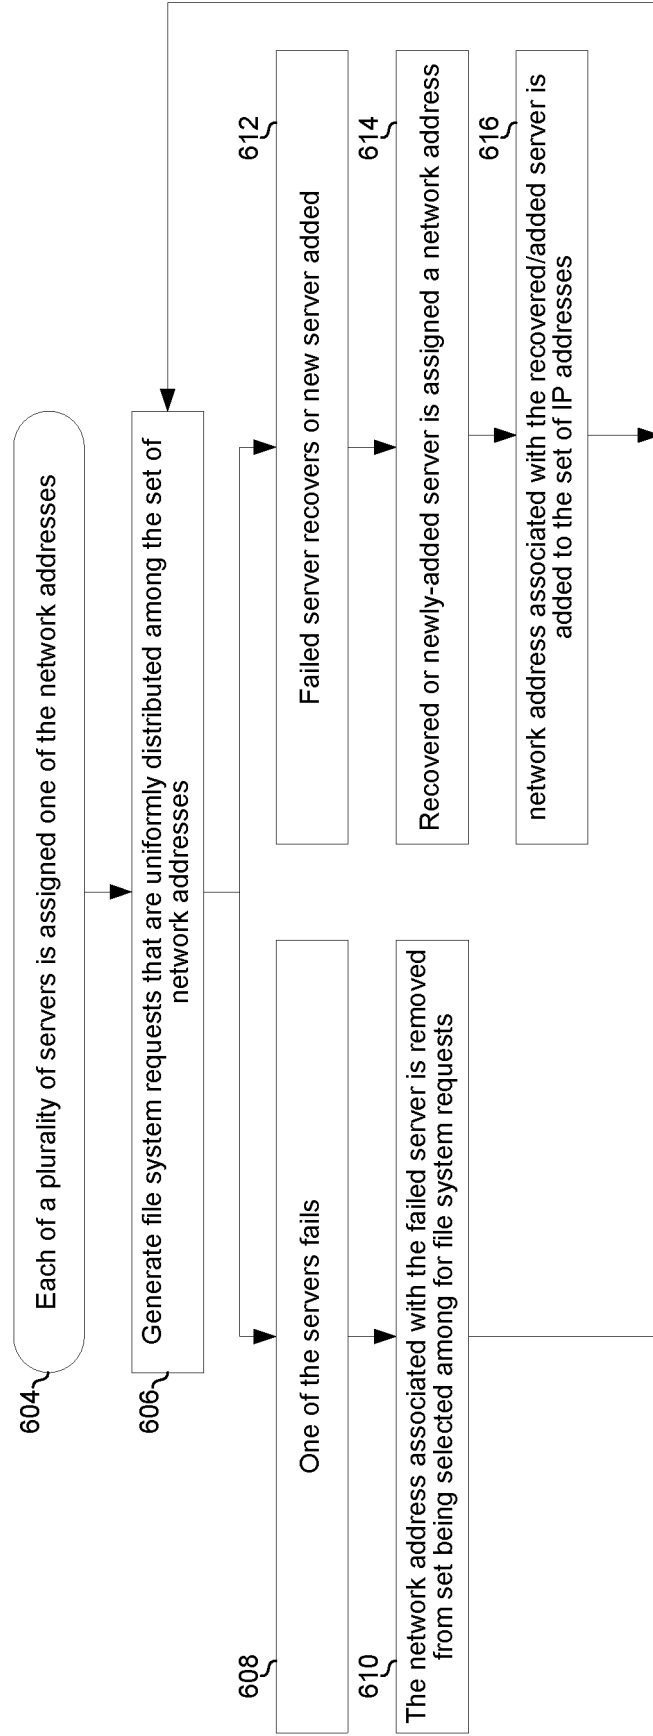 604
Each of a plurality of servers is assigned one of the network addresses
606
Generate file system requests that are uniformly distributed among the set of
network addresses
608
One of the servers fails
610
The network address associated with the failed server is removed
from set being selected among for file system requests
612
Failed server recovers or new server added
614
Recovered or newly-added server is assigned a network address
616
network address associated with the recovered/added server is
added to the set of IP addresses